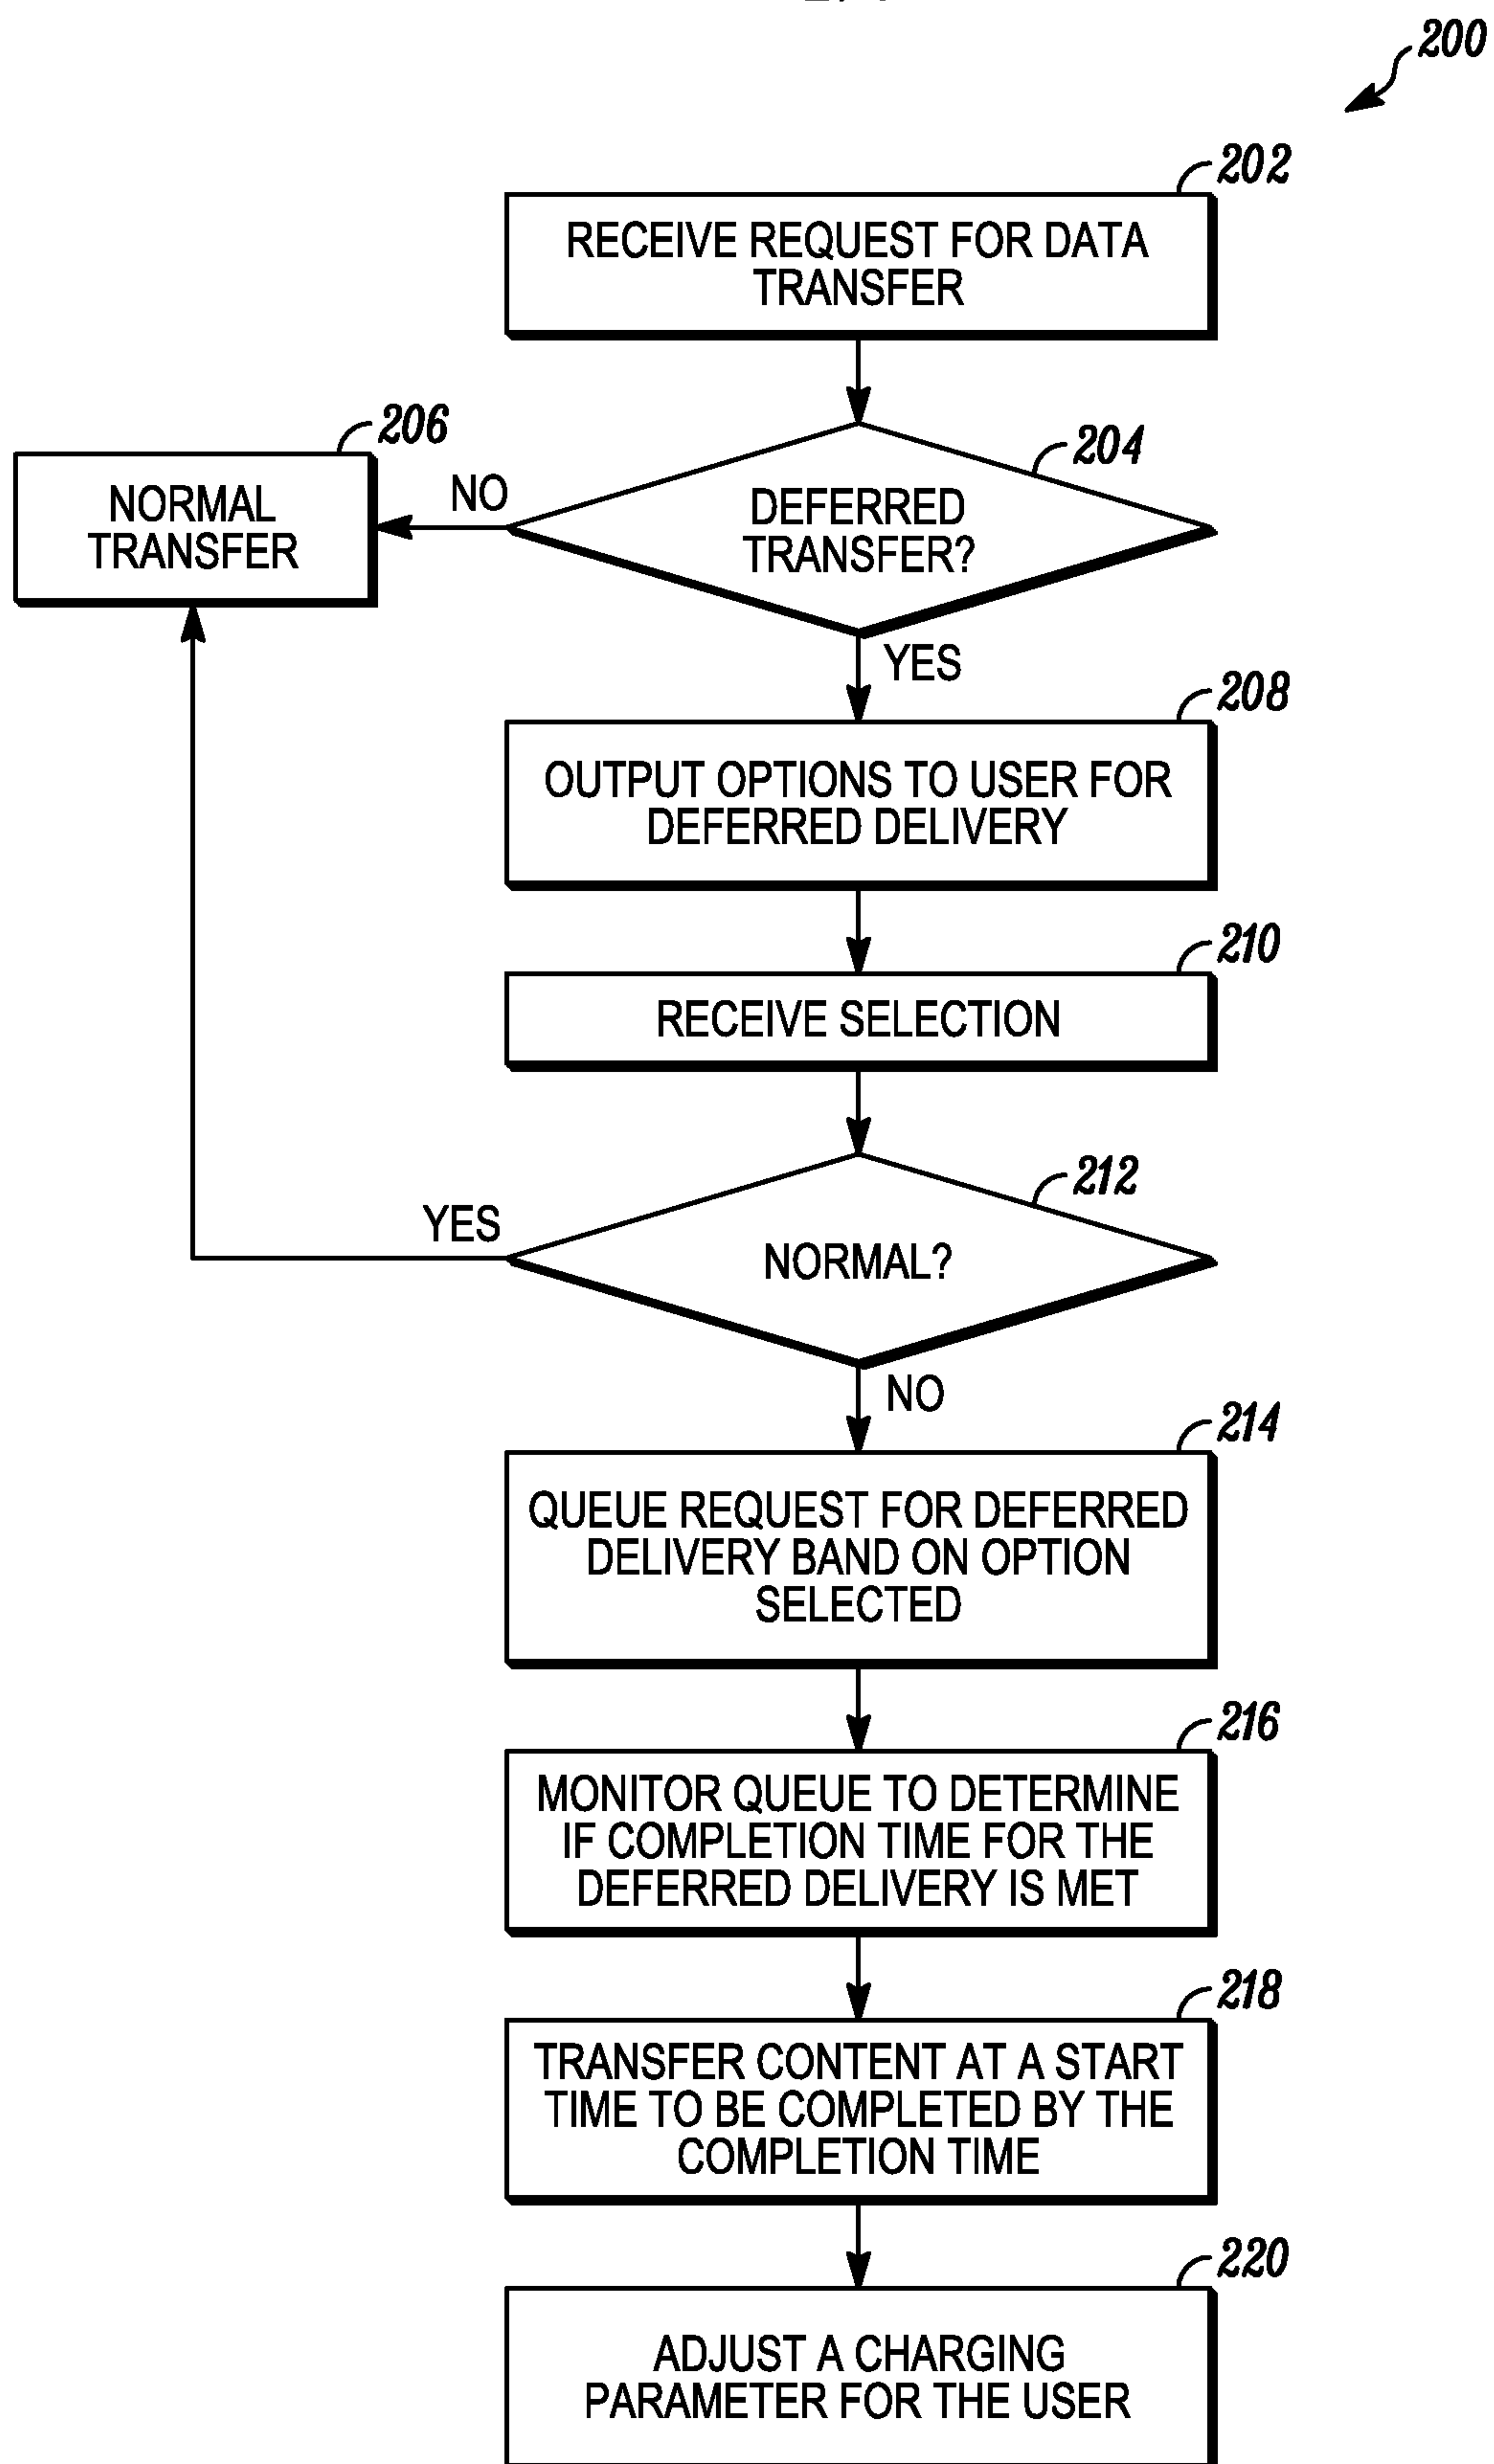 200
202
RECEIVE REQUEST FOR DATA
TRANSFER
206
NORMAL
TRANSFER
NO
204
DEFERRED
TRANSFER?
YES
208
OUTPUT OPTIONS TO USER FOR
DEFERRED DELIVERY
210
RECEIVE SELECTION
212
YES
NORMAL?
NO
214
QUEUE REQUEST FOR DEFERRED
DELIVERY BAND ON OPTION
SELECTED
216
MONITOR QUEUE TO DETERMINE
IF COMPLETION TIME FOR THE
DEFERRED DELIVERY IS MET
218
TRANSFER CONTENT AT A START
TIME TO BE COMPLETED BY THE
COMPLETION TIME
220
ADJUST A CHARGING
PARAMETER FOR THE USER